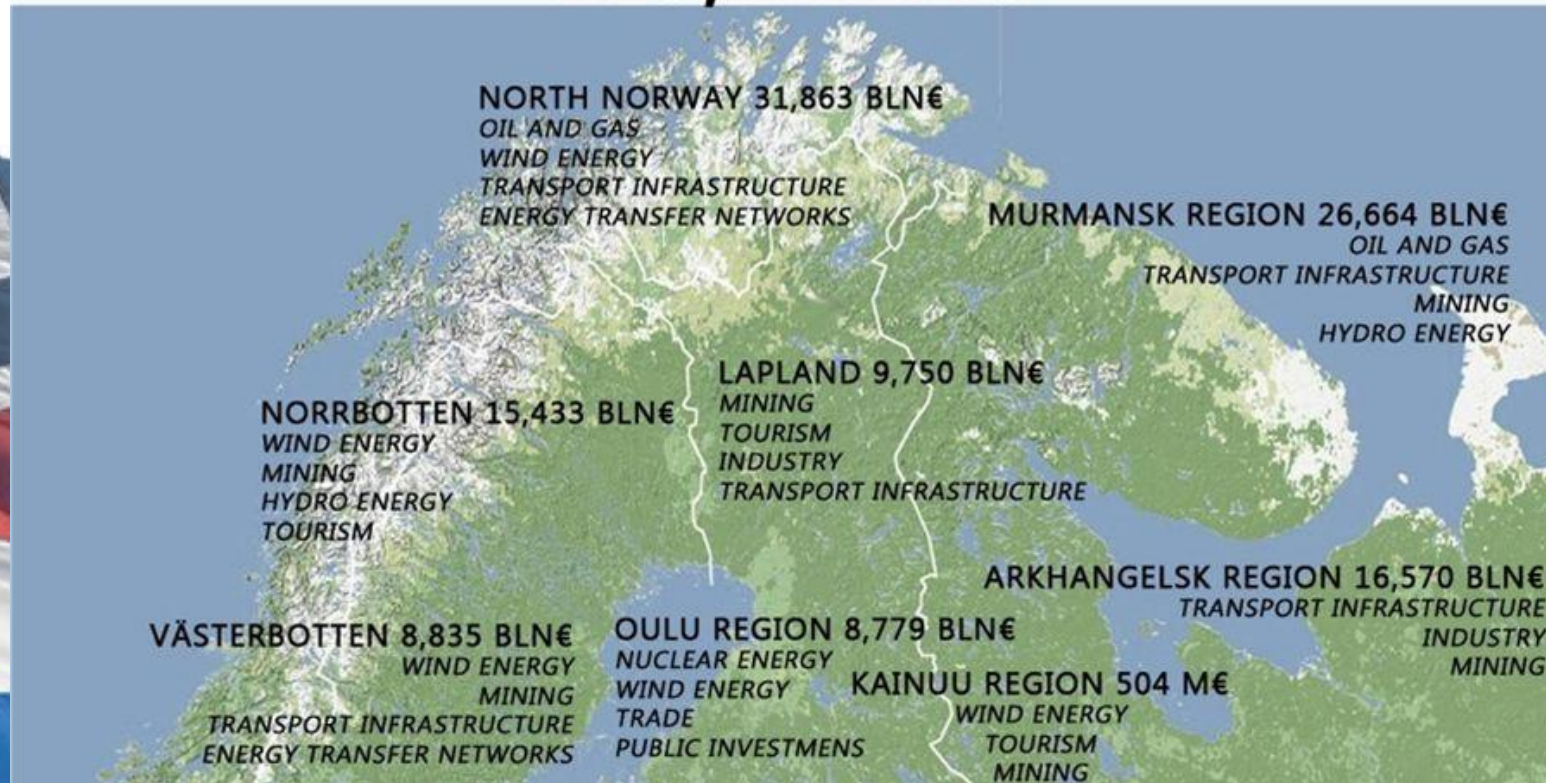 NORTH NORWAY 31,863 BLN€
OIL AND GAS
WIND ENERGY
TRANSPORT INFRASTRUCTURE
ENERGY TRANSFER NETWORKS
MURMANSK REGION 26,664 BLN€
OIL AND GAS
TRANSPORT INFRASTRUCTURE
MINING
HYDRO ENERGY
LAPLAND 9,750 BLN€
MINING
TOURISM
INDUSTRY
TRANSPORT INFRASTRUCTURE
NORRBOTTEN 15,433 BLN€
WIND ENERGY
MINING
HYDRO ENERGY
TOURISM
ARKHANGELSK REGION 16,570 BLN€
TRANSPORT INFRASTRUCTURE
INDUSTRY
MINING
VÄSTERBOTTEN 8,835 BLN€
WIND ENERGY
MINING
TRANSPORT INFRASTRUCTURE
ENERGY TRANSFER NETWORKS
OULU REGION 8,779 BLN€
NUCLEAR ENERGY
WIND ENERGY
TRADE
PUBLIC INVESTMENS
KAINUU REGION 504 M€
WIND ENERGY
TOURISM
MINING